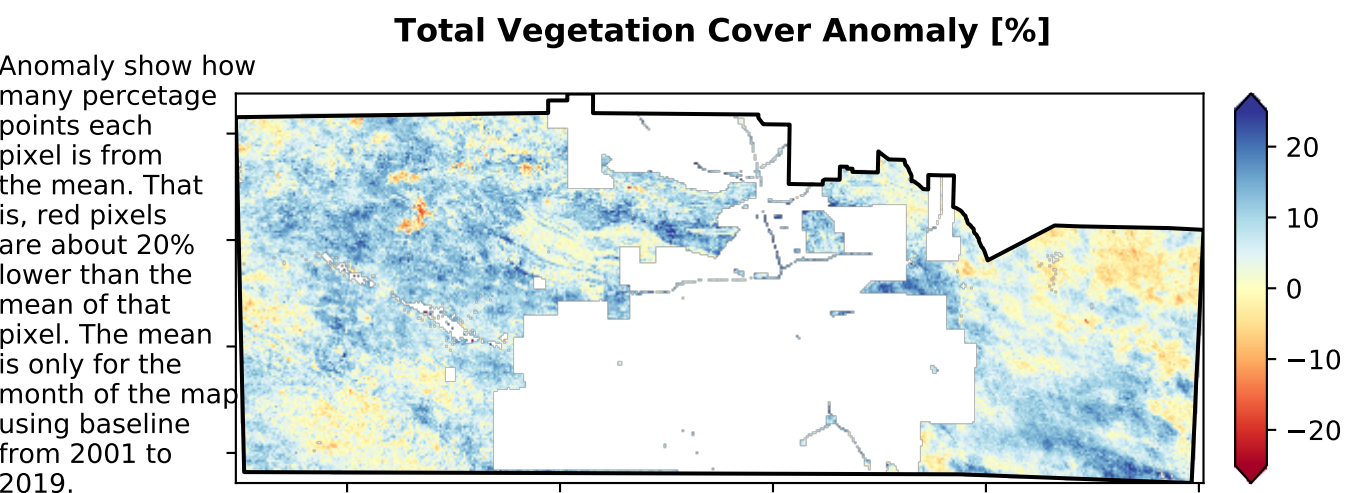 Total Vegetation Cover Anomaly [%]
Anomaly show how
many percetage
points each
pixel is from
the mean. That
is, red pixels
are about 20%
lower than the
mean of that
pixel. The mean
is only for the
month of the map
using baseline
from 2001 to
2019.
20
10
0
−10
−20